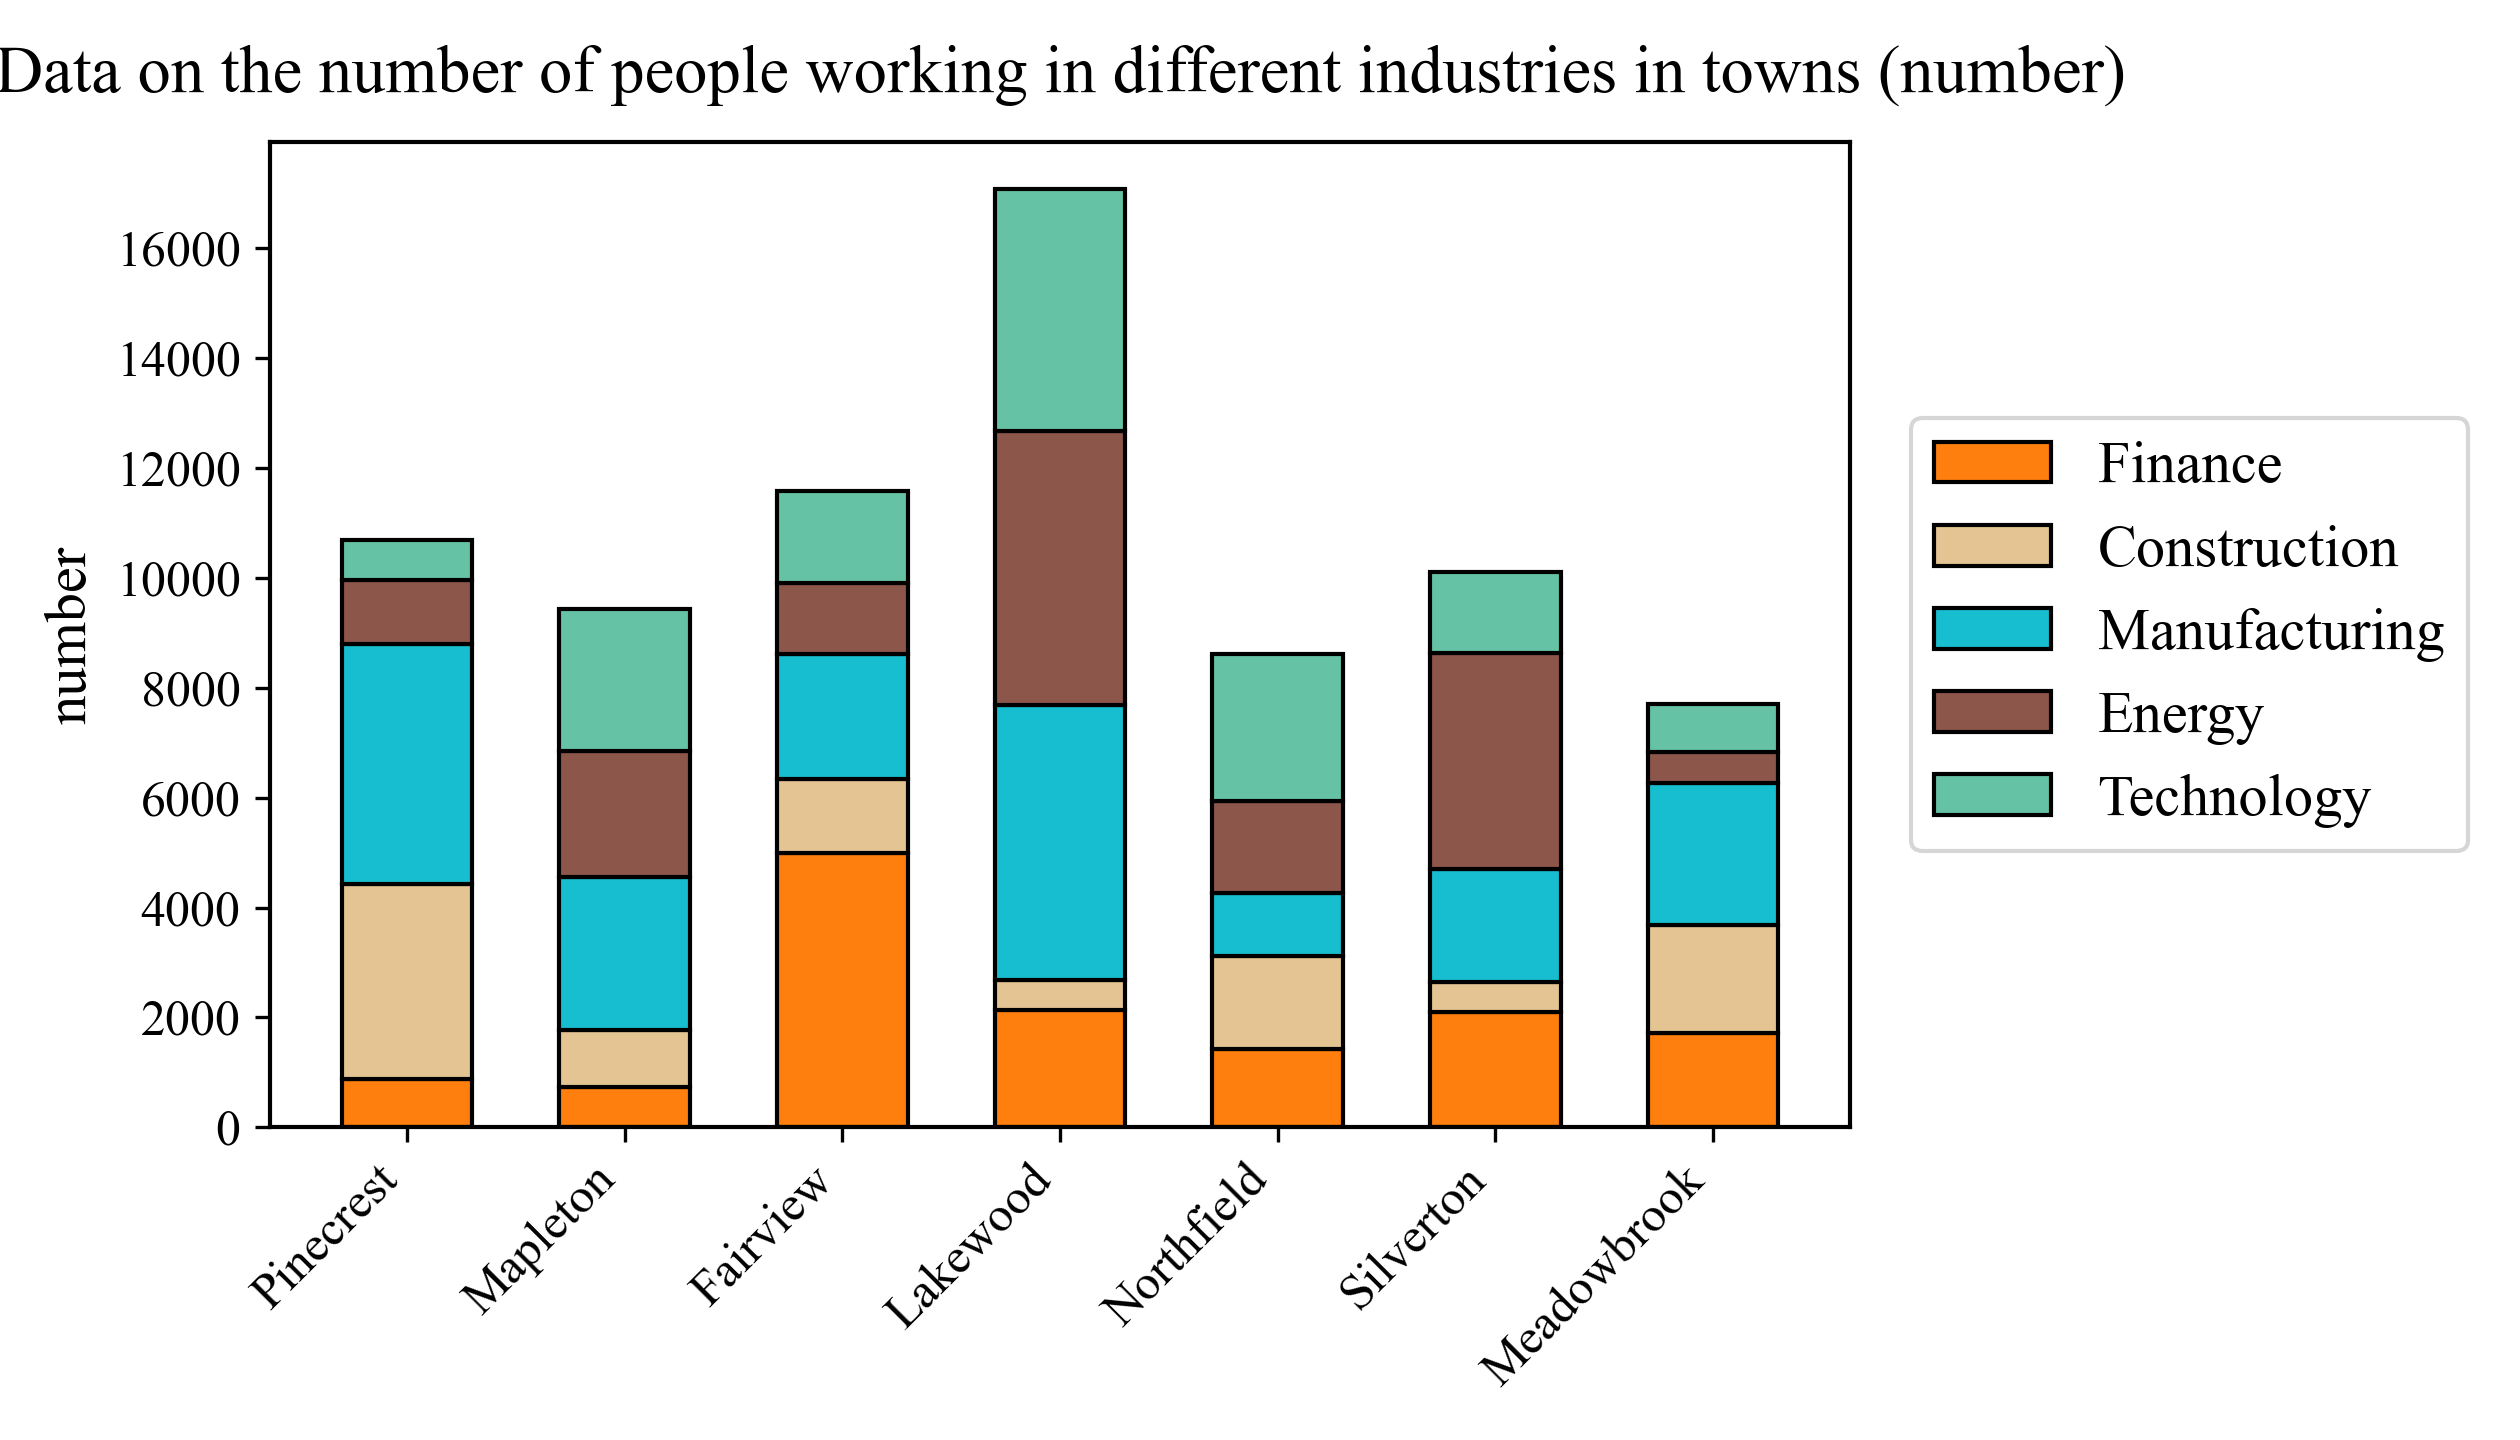 Data on the number of people working in different industries in towns (number)
number
16000
14000
12000
10000
8000
6000
4000
2000
0
Pinecrest
Mapleton
Fairview
Lakewood
Northfield
Silverton
Meadowbrook
Finance
Construction
Manufacturing
Energy
Technology